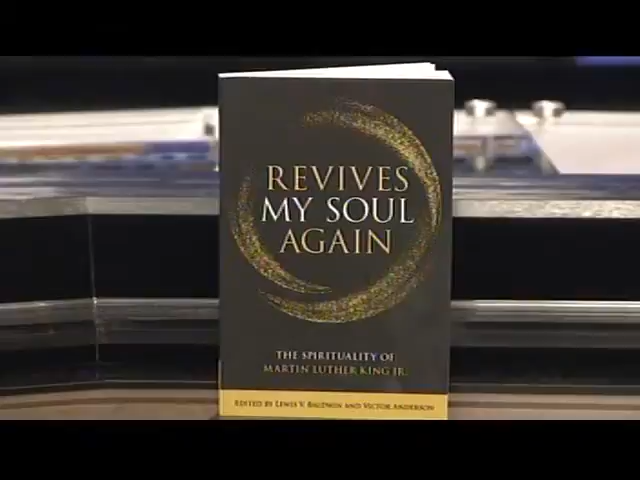 REVIVES
MY SOUL
AGAIN
THE SPIRITUALITY OF
MARTIN LUTHER KING JR.
EDITED BY LEWIS V. BALDWIN AND VICTOR ANDERSON